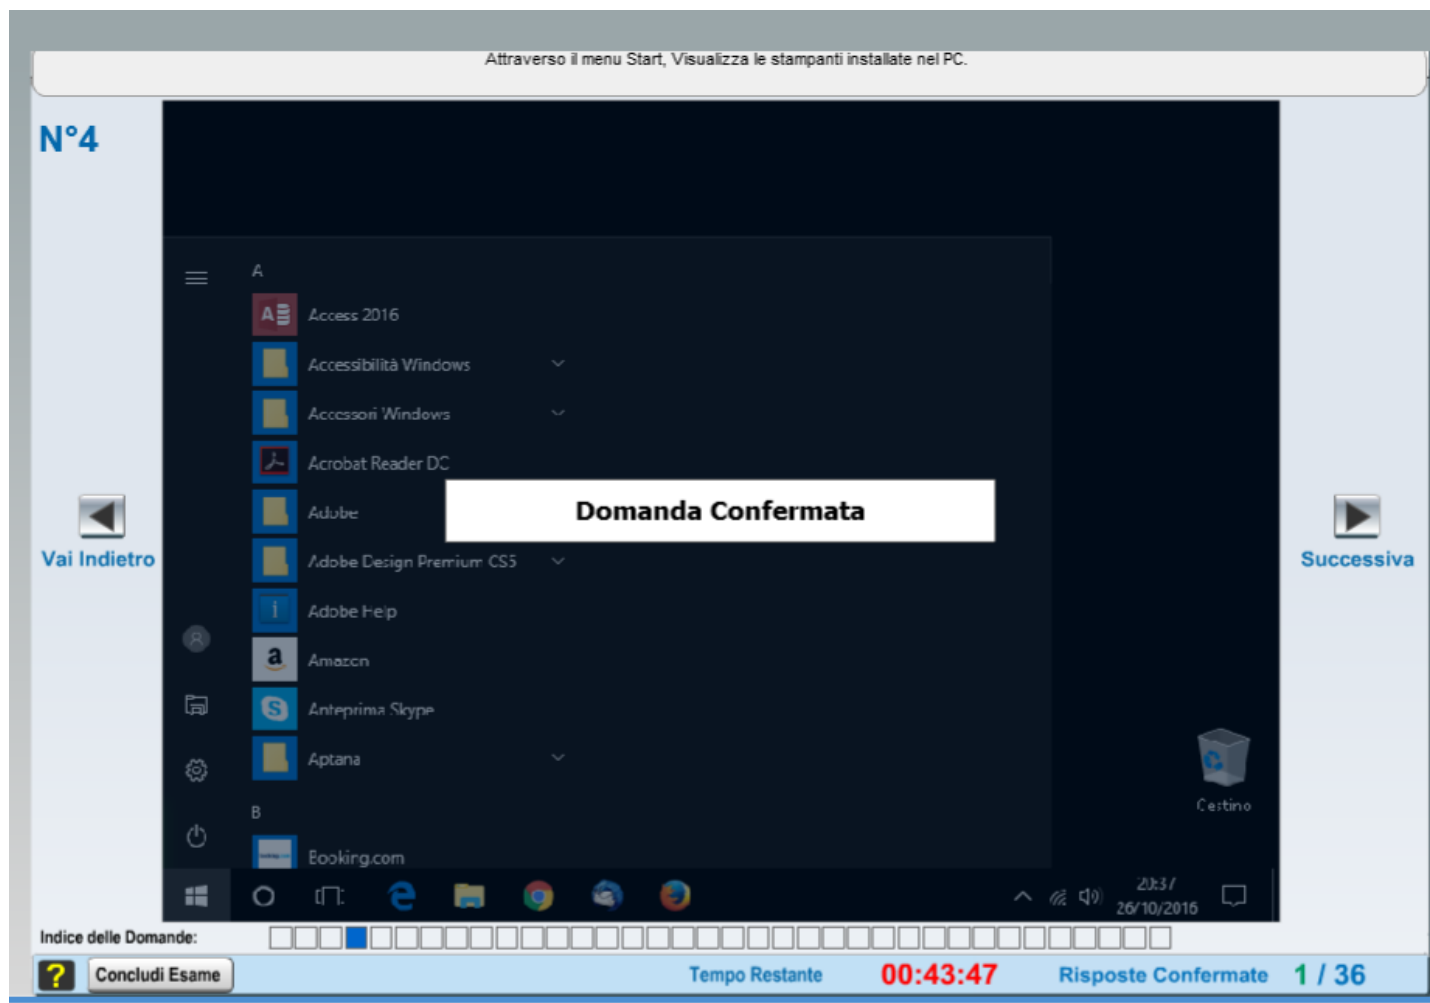 Attraverso il menu Start, Visualizza le stampanti installate nel PC.
N°4
A
Access 2016
Accessibilità Windows
Accessori Windows
Acrobat Reader DC
Adobe
Domanda Confermata
Vai Indietro
Successiva
Adobe Design Premium CS5
Adobe Help
Amazon
Anteprima Skype
Aptana
Cestino
B
Booking.com
20:37
26/10/2016
Indice delle Domande:
? Concludi Esame Tempo Restante 00:43:47 Risposte Confermate 1 / 36